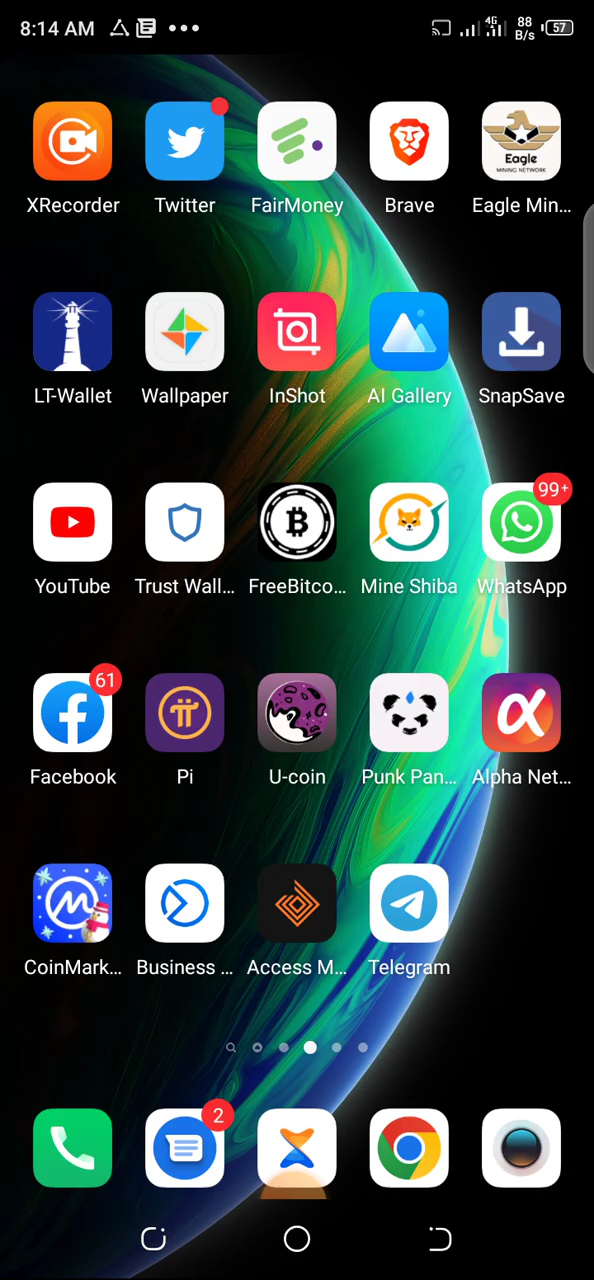 8:14 AM
4G
88
B/s
57
XRecorder
Twitter
FairMoney
Brave
Eagle
MINING NETWORK
Eagle Min...
LT-Wallet
Wallpaper
InShot
AI Gallery
SnapSave
99+
YouTube
Trust Wall...
FreeBitco...
Mine Shiba
WhatsApp
61
Facebook
Pi
U-coin
Punk Pan...
Alpha Net...
CoinMark...
Business ...
Access M...
Telegram
2